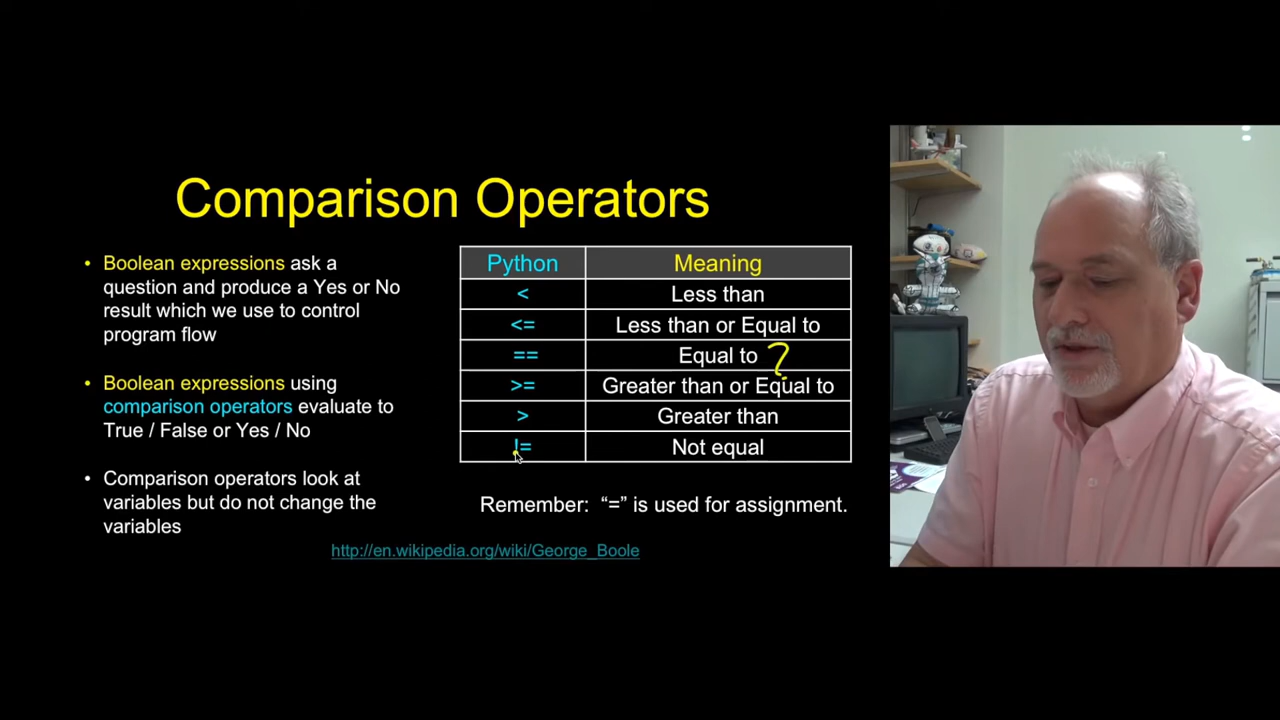 Comparison Operators
• Boolean expressions ask a
question and produce a Yes or No
result which we use to control
program flow
• Boolean expressions using
comparison operators evaluate to
True / False or Yes / No
• Comparison operators look at
variables but do not change the
variables
Python Meaning
< Less than
<= Less than or Equal to
== Equal to ?
>= Greater than or Equal to
> Greater than
!= Not equal
Remember: “=” is used for assignment.
http://en.wikipedia.org/wiki/George_Boole